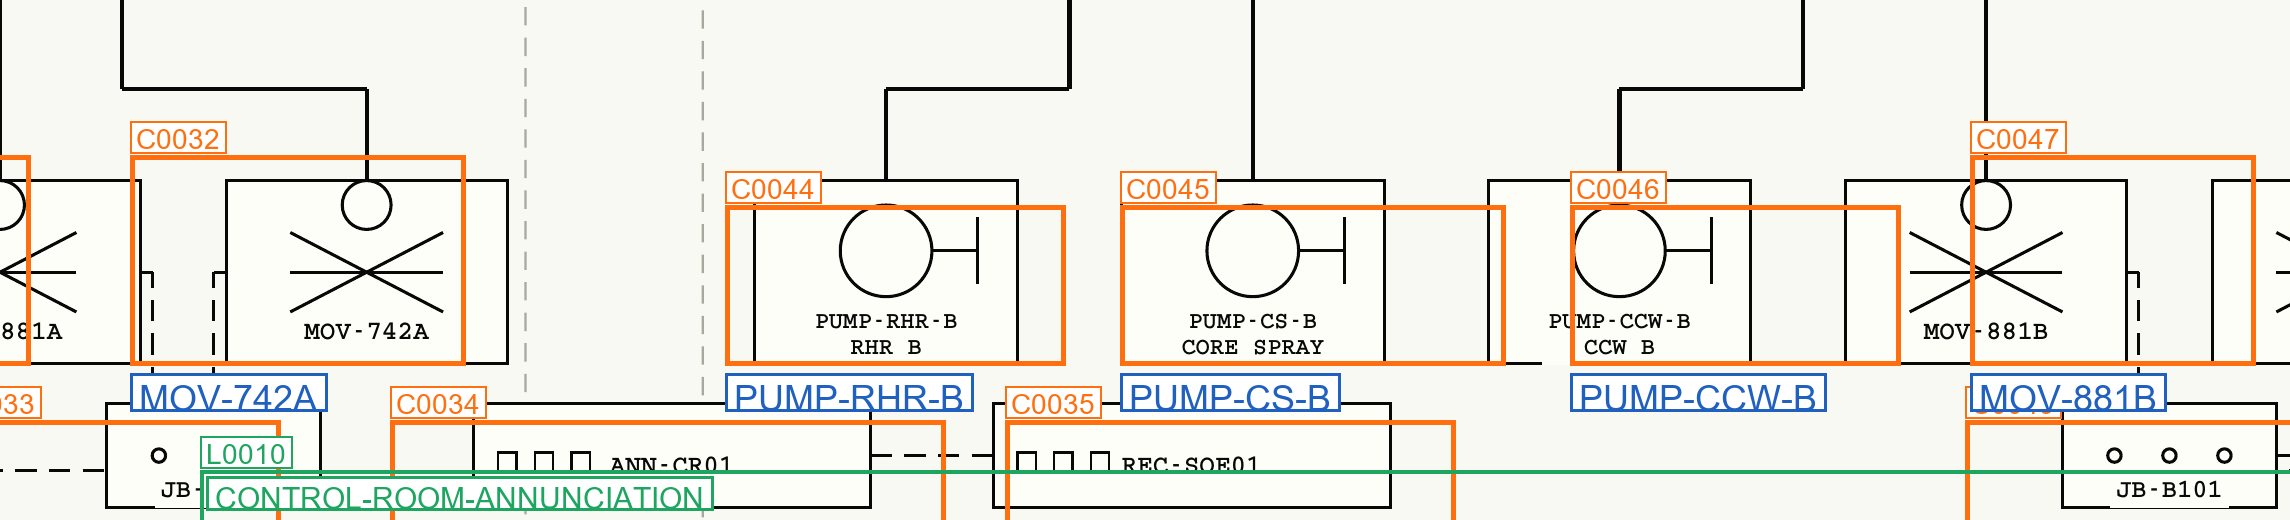 C0032
C0044
C0045
C0046
C0047
881A
MOV-742A
PUMP-RHR-B
RHR B
PUMP-CS-B
CORE SPRAY
PUMP-CCW-B
CCW B
MOV-881B
MOV-742A
PUMP-RHR-B
PUMP-CS-B
PUMP-CCW-B
MOV-881B
33
C0034
C0035
L0010
ANN-CR01
REC-SOE01
JB-
CONTROL-ROOM-ANNUNCIATION
JB-B101